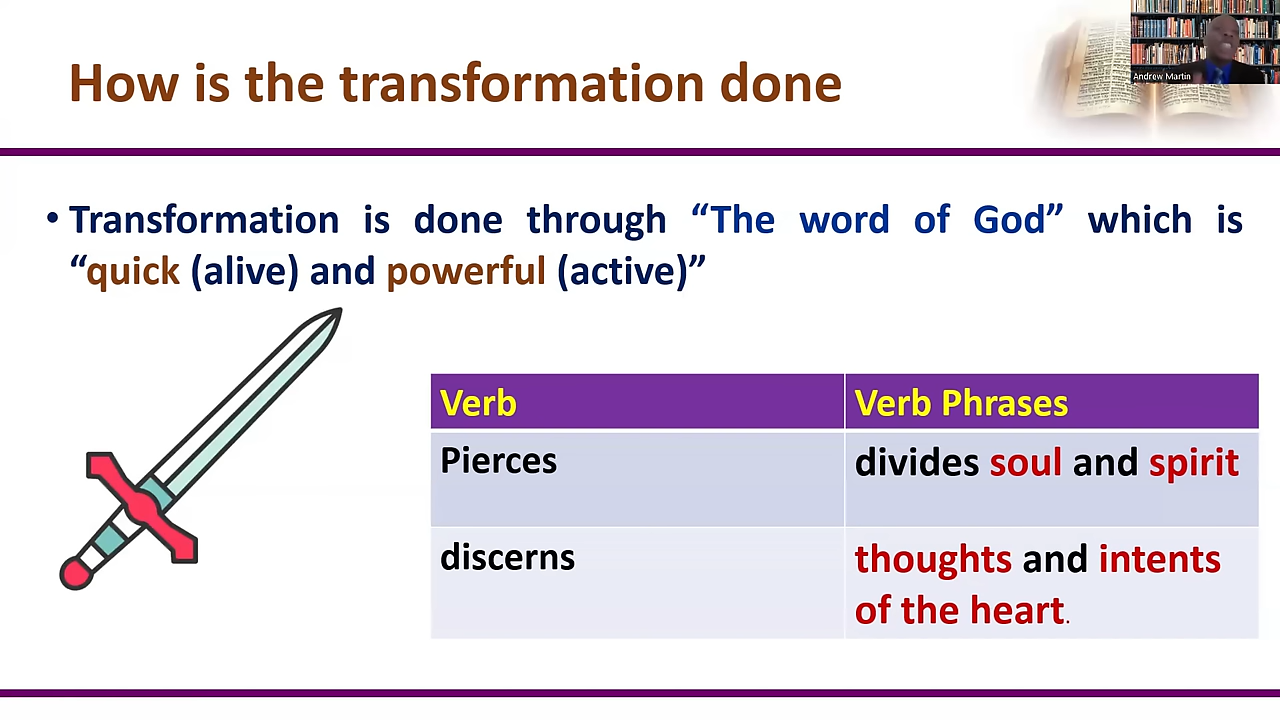 How is the transformation done
Andrew Martin
• Transformation is done through “The word of God” which is
“quick (alive) and powerful (active)”
Verb
Verb Phrases
Pierces
divides soul and spirit
discerns
thoughts and intents
of the heart.